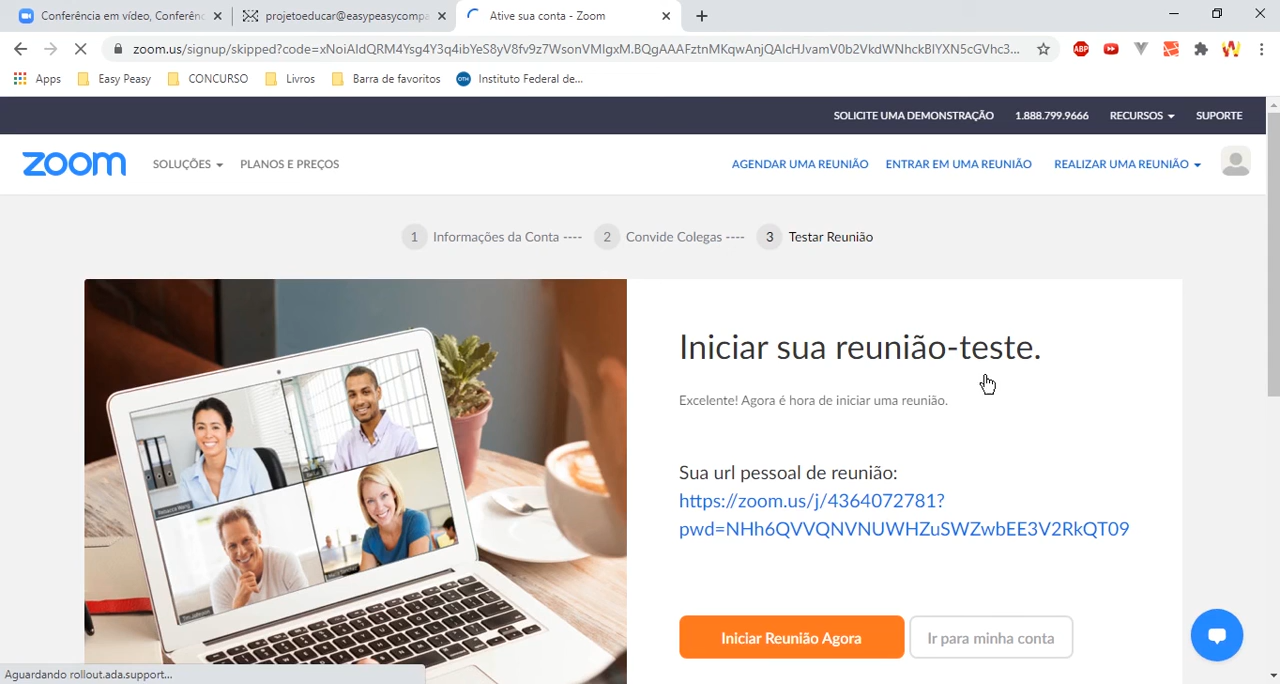 Conferência em vídeo, Conferênc
projetoeducar@easypeasycompa
Ative sua conta - Zoom
zoom.us/signup/skipped?code=xNoiAIdQRM4Ysg4Y3q4ibYeS8yV8fv9z7WsonVMIgxM.BQgAAAFztnMKqwAnjQAIcHJvamV0b2VkdWNhckBlYXN5cGVhc3...
ABP
Apps
Easy Peasy
CONCURSO
Livros
Barra de favoritos
Instituto Federal de...
SOLICITE UMA DEMONSTRAÇÃO 1.888.799.9666 RECURSOS SUPORTE
zoom SOLUÇÕES PLANOS E PREÇOS AGENDAR UMA REUNIÃO ENTRAR EM UMA REUNIÃO REALIZAR UMA REUNIÃO
1 Informações da Conta ---- 2 Convide Colegas ---- 3 Testar Reunião
Iniciar sua reunião-teste.
Excelente! Agora é hora de iniciar uma reunião.
Sua url pessoal de reunião:
https://zoom.us/j/4364072781?
pwd=NHh6QVVQNVNUWHZuSWZwbEE3V2RkQT09
Iniciar Reunião Agora
Ir para minha conta
Aguardando rollout.ada.support...